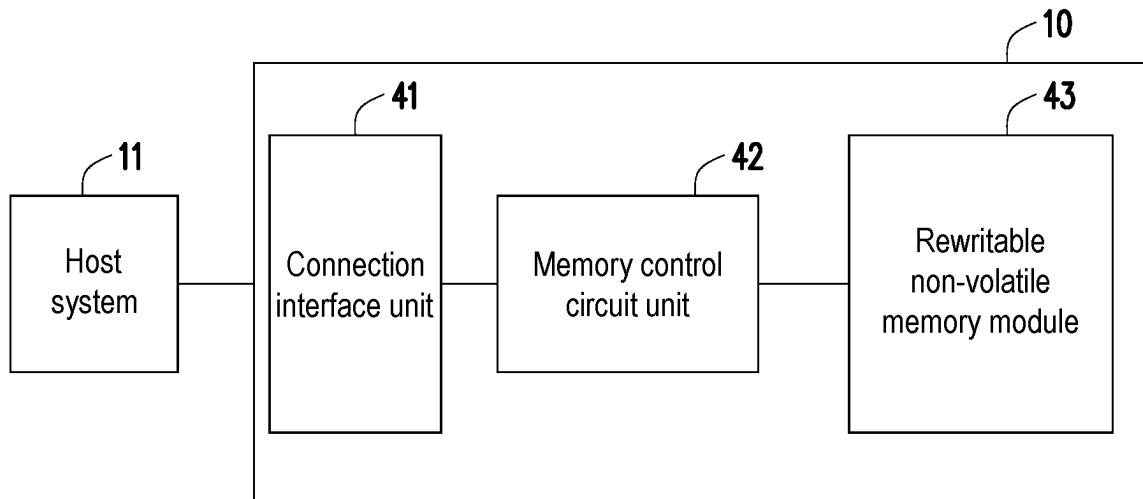 10
41
43
11
42
Host
system
Connection
interface unit
Memory control
circuit unit
Rewritable
non-volatile
memory module